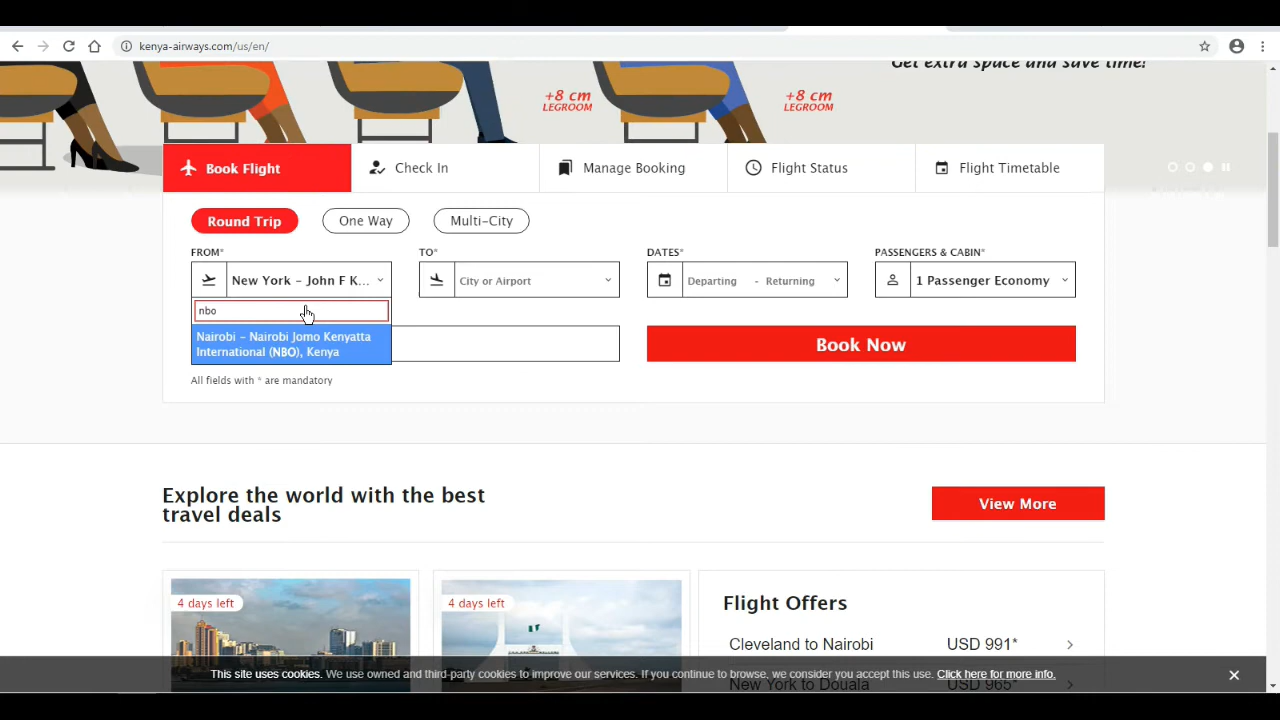 kenya-airways.com/us/en/
Get extra space and save time!
+8 cm
LEGROOM
+8 cm
LEGROOM
Book Flight
Check In
Manage Booking
Flight Status
Flight Timetable
Round Trip
One Way
Multi-City
FROM*
TO*
DATES*
PASSENGERS & CABIN*
New York - John F K...
City or Airport
Departing - Returning
1 Passenger Economy
nbo
Nairobi - Nairobi Jomo Kenyatta
International (NBO), Kenya
Book Now
All fields with * are mandatory
Explore the world with the best
travel deals
View More
4 days left
4 days left
Flight Offers
Cleveland to Nairobi USD 991*
New York to Douala USD 965*
This site uses cookies. We use owned and third-party cookies to improve our services. If you continue to browse, we consider you accept this use. Click here for more info.